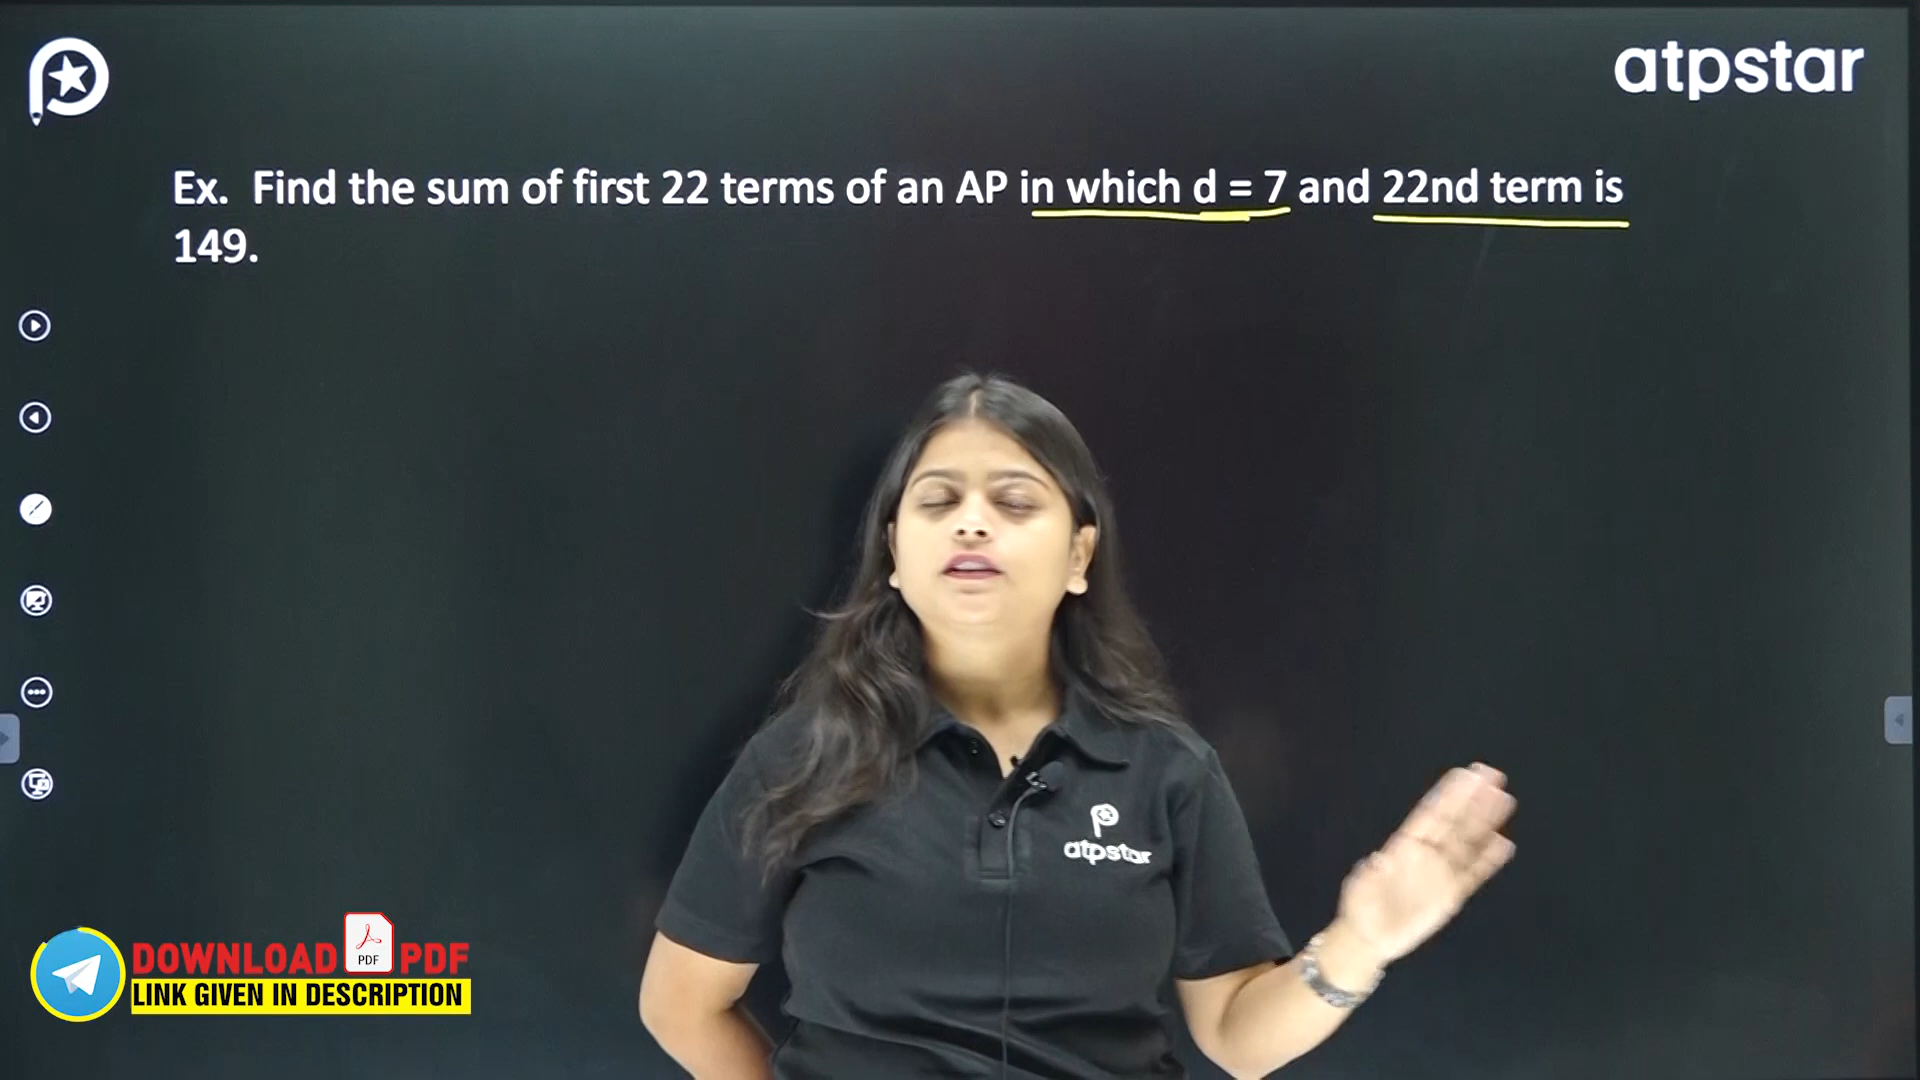 atpstar
Ex. Find the sum of first 22 terms of an AP in which d = 7 and 22nd term is
149.
atpstar
DOWNLOAD PDF PDF
LINK GIVEN IN DESCRIPTION